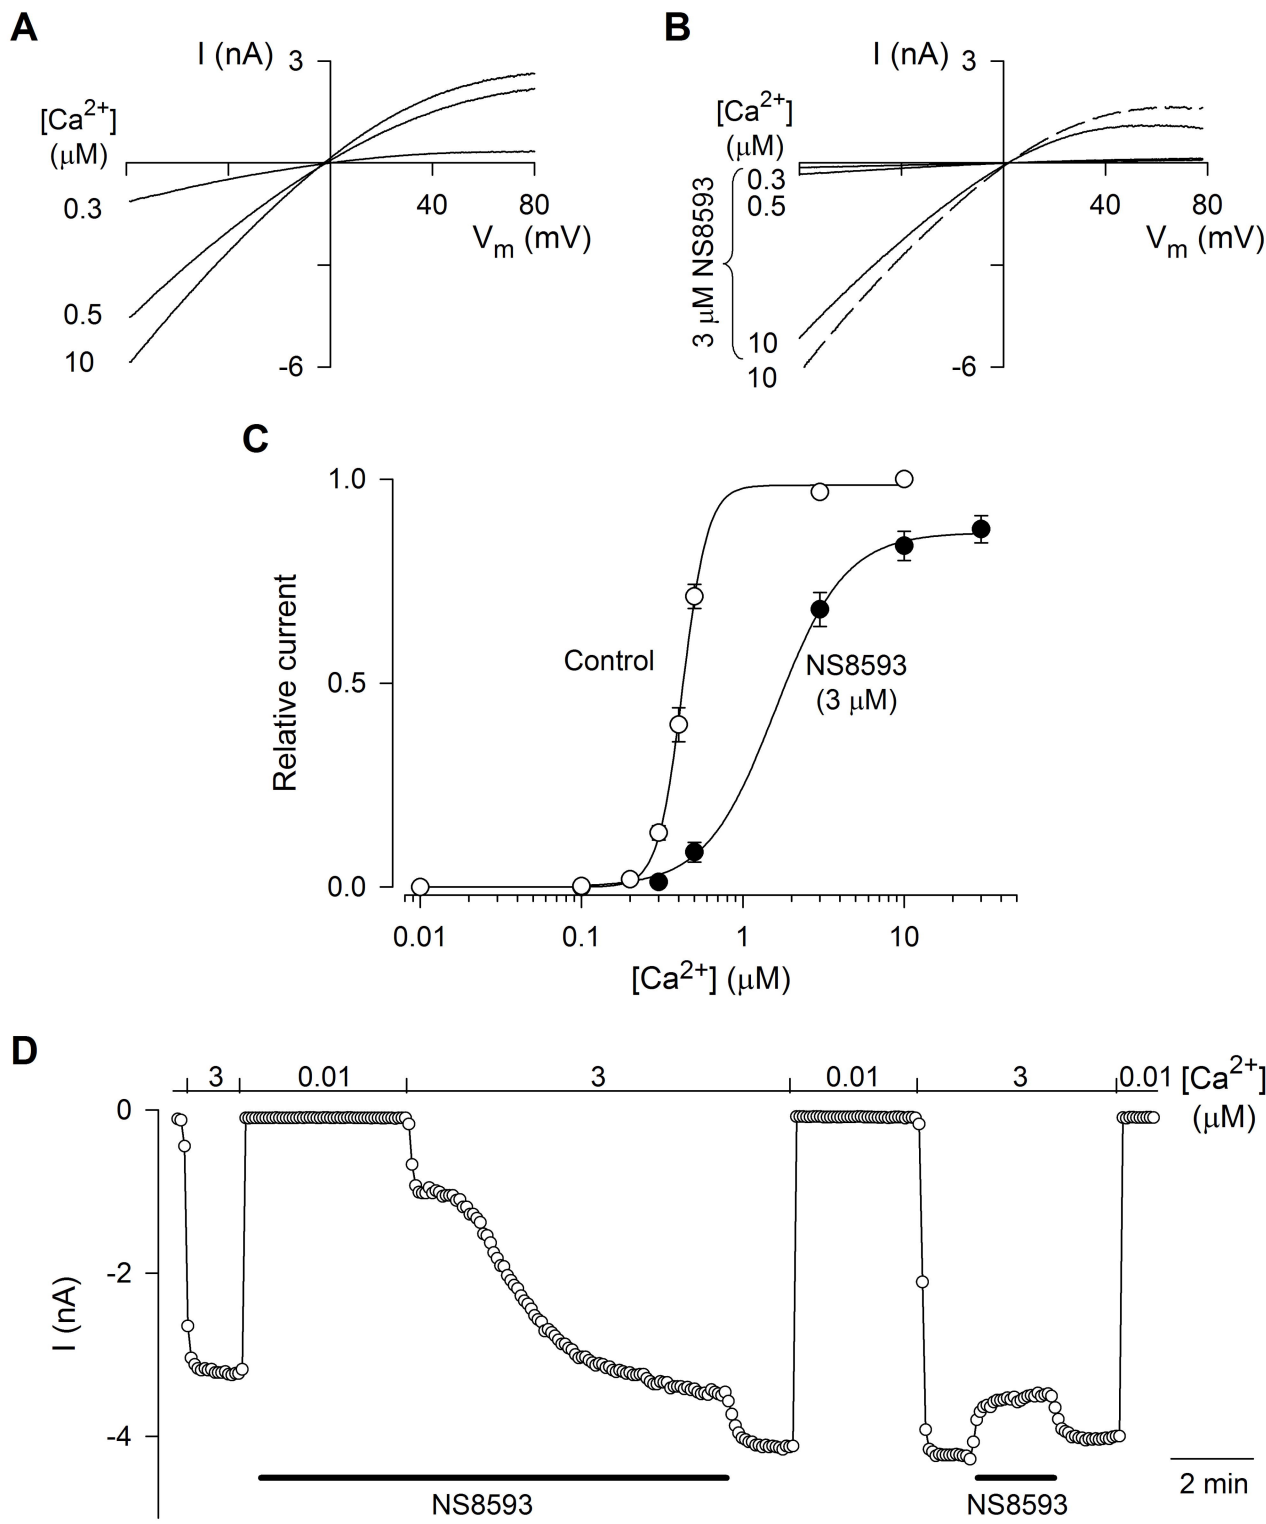 A
I (nA) 3
[Ca2+]
(μM)
0.3
0.5
10
40 80
Vm (mV)
-6
B
I (nA) 3
[Ca2+]
(μM)
0.3
0.5
3 μM NS8593
10
10
40 80
Vm (mV)
-6
C
1.0
0.5
0.0
Relative current
Control
NS8593
(3 μM)
0.01 0.1 1 10
[Ca2+] (μM)
D
3 0.01 3 0.01 3 0.01 [Ca2+]
(μM)
0
-2
-4
I (nA)
NS8593 NS8593
2 min